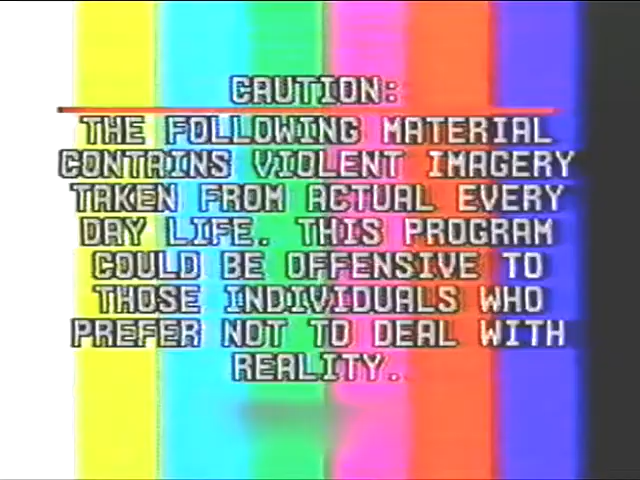 CAUTION:
THE FOLLOWING MATERIAL
CONTAINS VIOLENT IMAGERY
TAKEN FROM ACTUAL EVERY
DAY LIFE. THIS PROGRAM
COULD BE OFFENSIVE TO
THOSE INDIVIDUALS WHO
PREFER NOT TO DEAL WITH
REALITY.